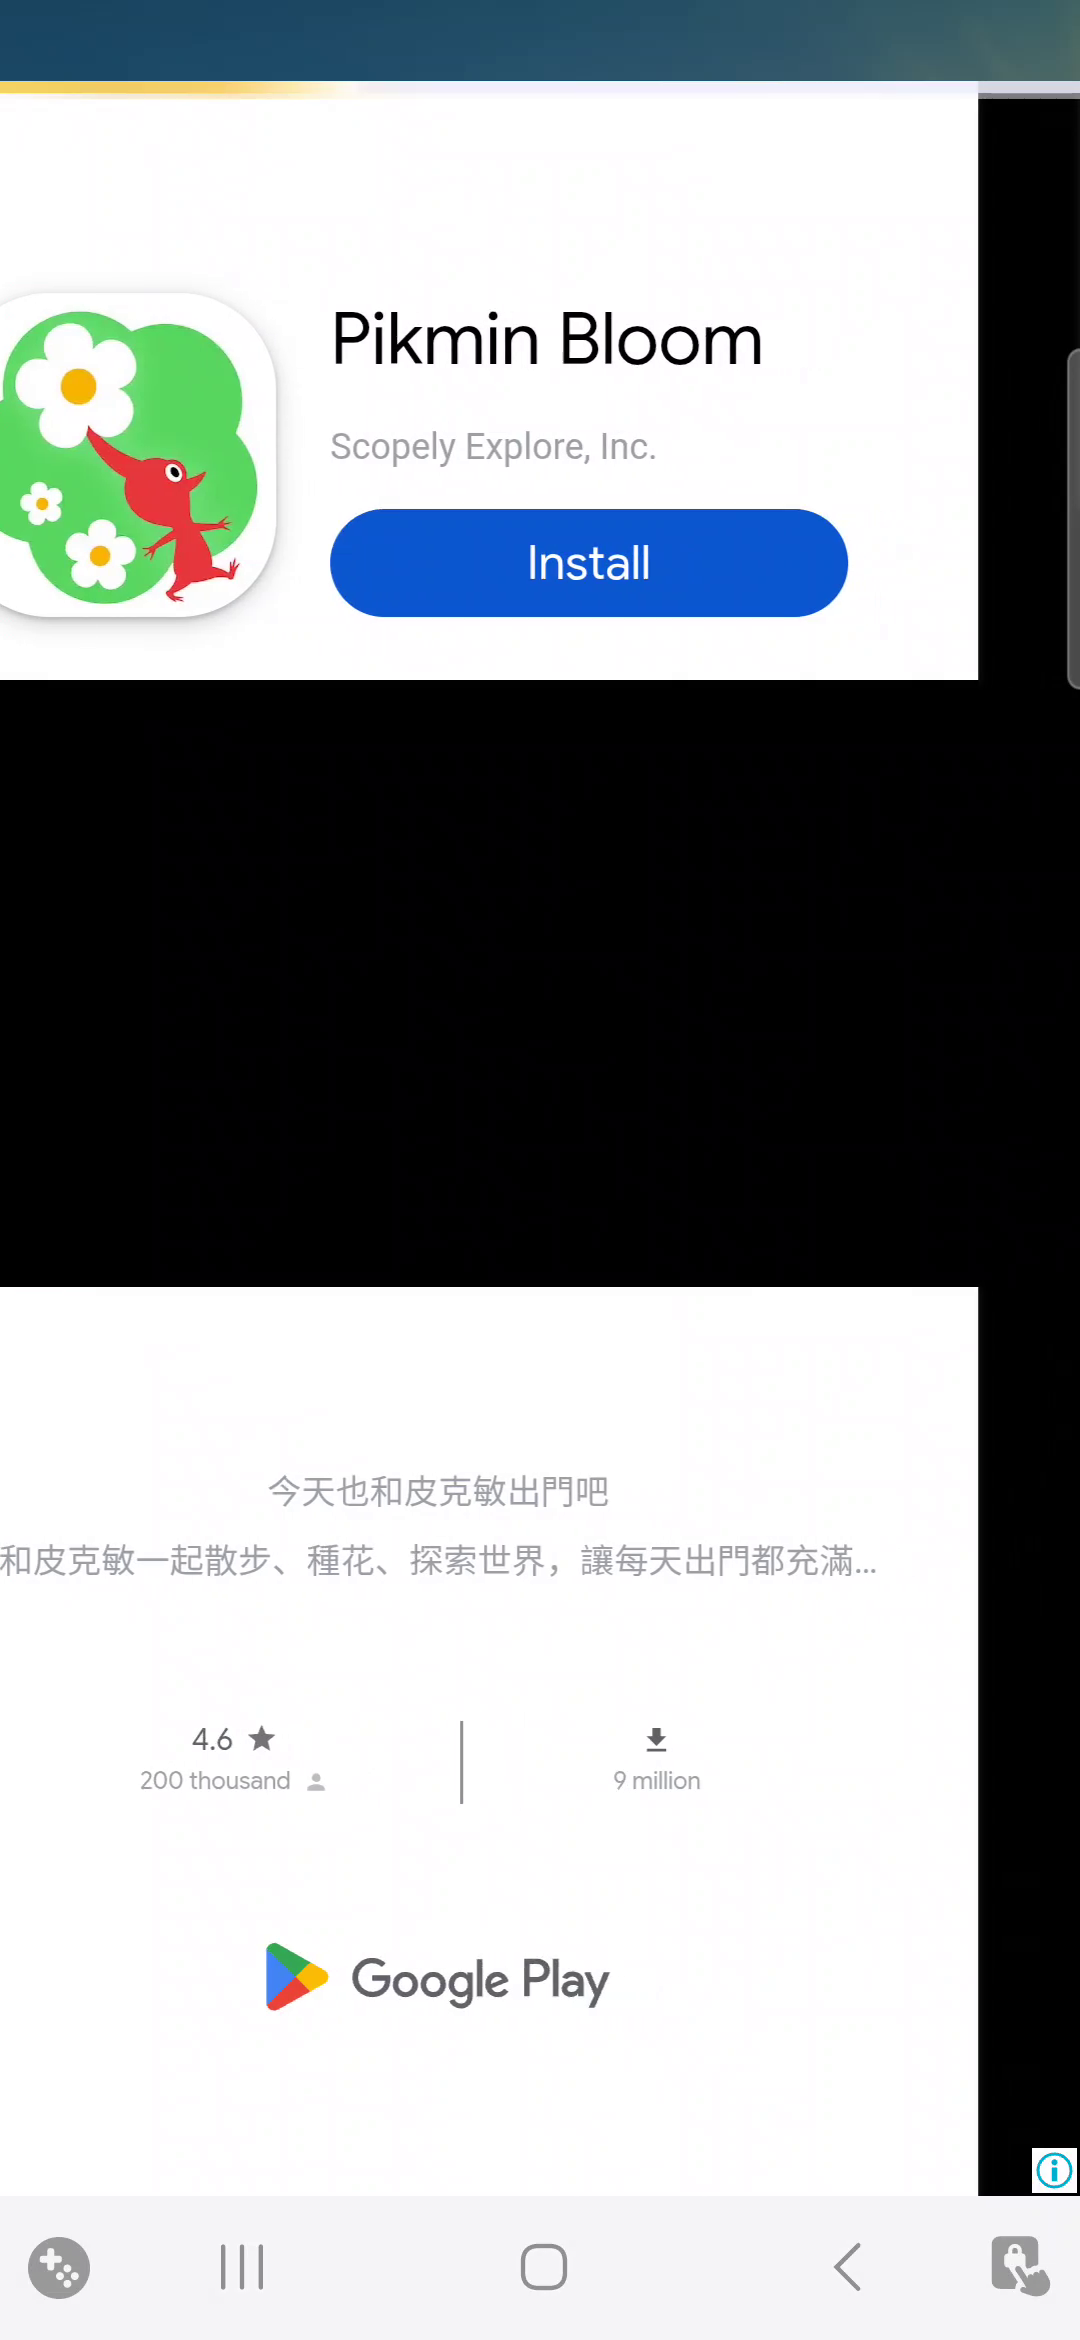 Pikmin Bloom
Scopely Explore, Inc.
Install
今天也和皮克敏出門吧
和皮克敏一起散步、種花、探索世界，讓每天出門都充滿...
4.6
200 thousand
9 million
Google Play